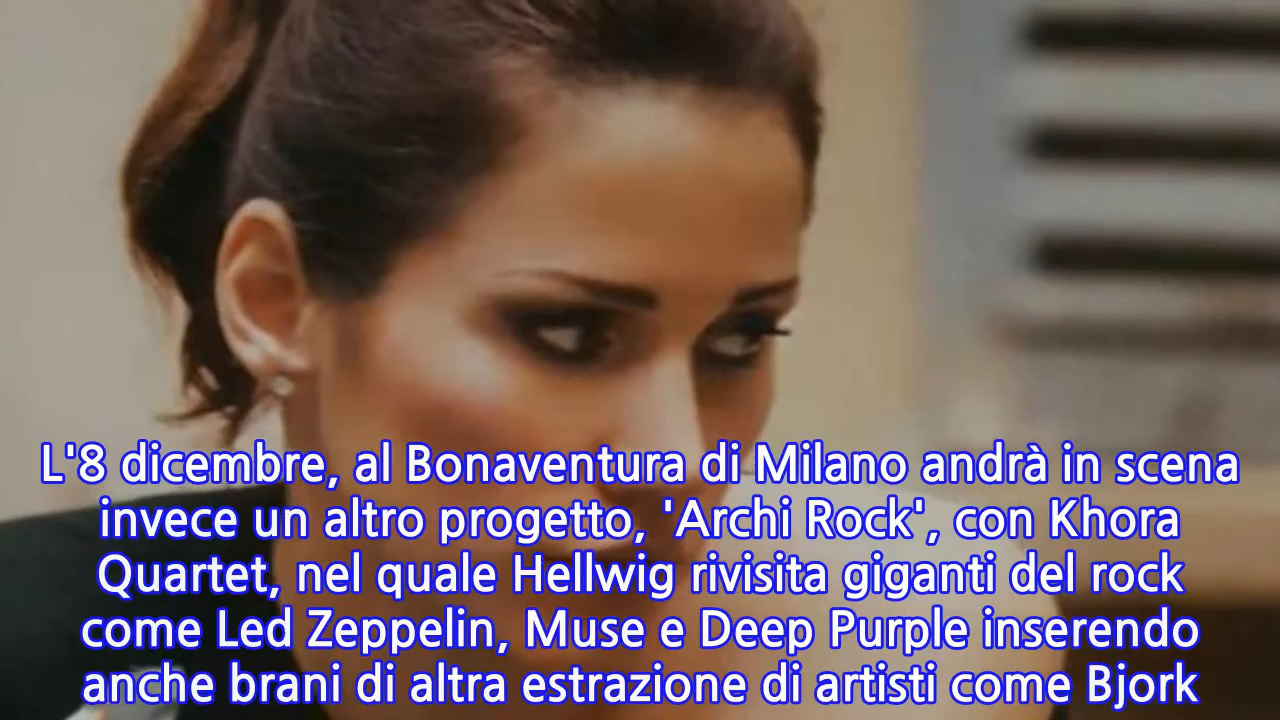 L'8 dicembre, al Bonaventura di Milano andrà in scena
invece un altro progetto, 'Archi Rock', con Khora
Quartet, nel quale Hellwig rivisita giganti del rock
come Led Zeppelin, Muse e Deep Purple inserendo
anche brani di altra estrazione di artisti come Bjork